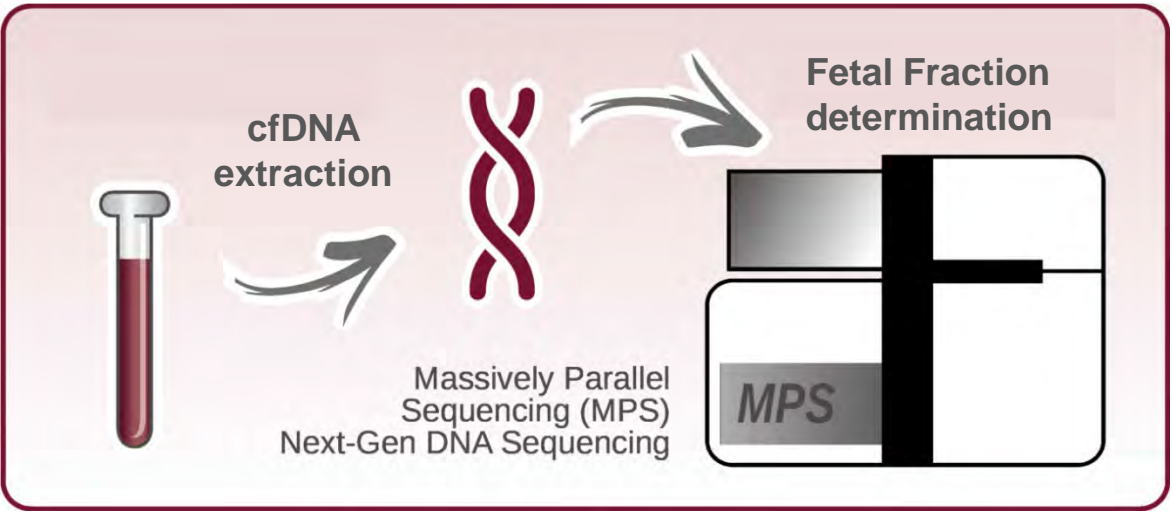 cfDNA
extraction
Fetal Fraction
determination
Massively Parallel
Sequencing (MPS)
Next-Gen DNA Sequencing
MPS